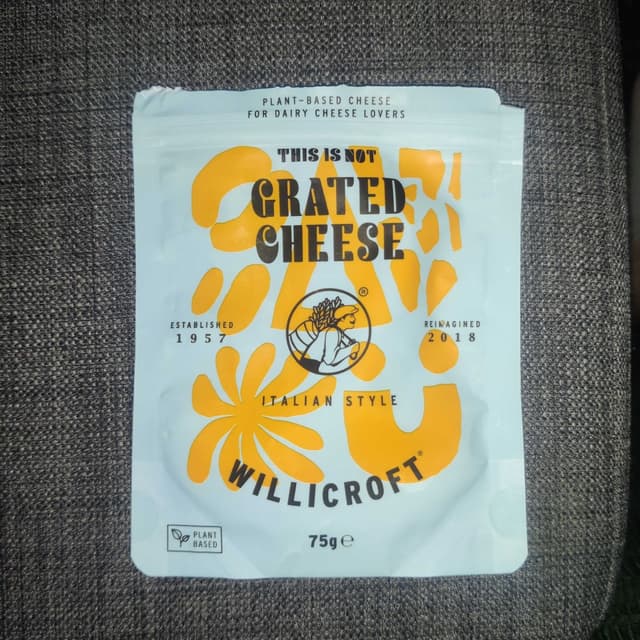 PLANT-BASED CHEESE
FOR DAIRY CHEESE LOVERS
THIS IS NOT
GRATED
CHEESE
®
ESTABLISHED
1957
REIMAGINED
2018
ITALIAN STYLE
WILLICROFT®
PLANT
BASED
75g ℮